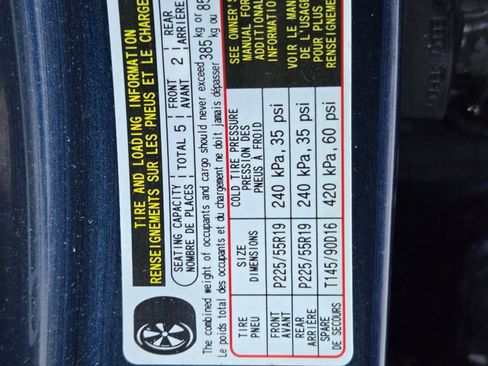 TIRE AND LOADING INFORMATION
RENSEIGNEMENTS SUR LES PNEUS ET LE CHARGE
SEATING CAPACITY
NOMBRE DE PLACES
TOTAL 5
FRONT
AVANT
2
REAR
ARRIÈRE
The combined weight of occupants and cargo should never exceed
Le poids total des occupants et du chargement ne doit jamais dépasser
385 kg or 85
kg ou
TIRE
PNEU
SIZE
DIMENSIONS
COLD TIRE PRESSURE
PRESSION DES
PNEUS À FROID
FRONT
AVANT
P225/55R19
240 kPa, 35 psi
REAR
ARRIÈRE
P225/55R19
240 kPa, 35 psi
SPARE
DE SECOURS
T145/90D16
420 kPa, 60 psi
SEE OWNER'S
MANUAL FOR
ADDITIONAL
INFORMATION
VOIR LE MAN
DE L'USAGE
POUR PLUS
RENSEIGNEM